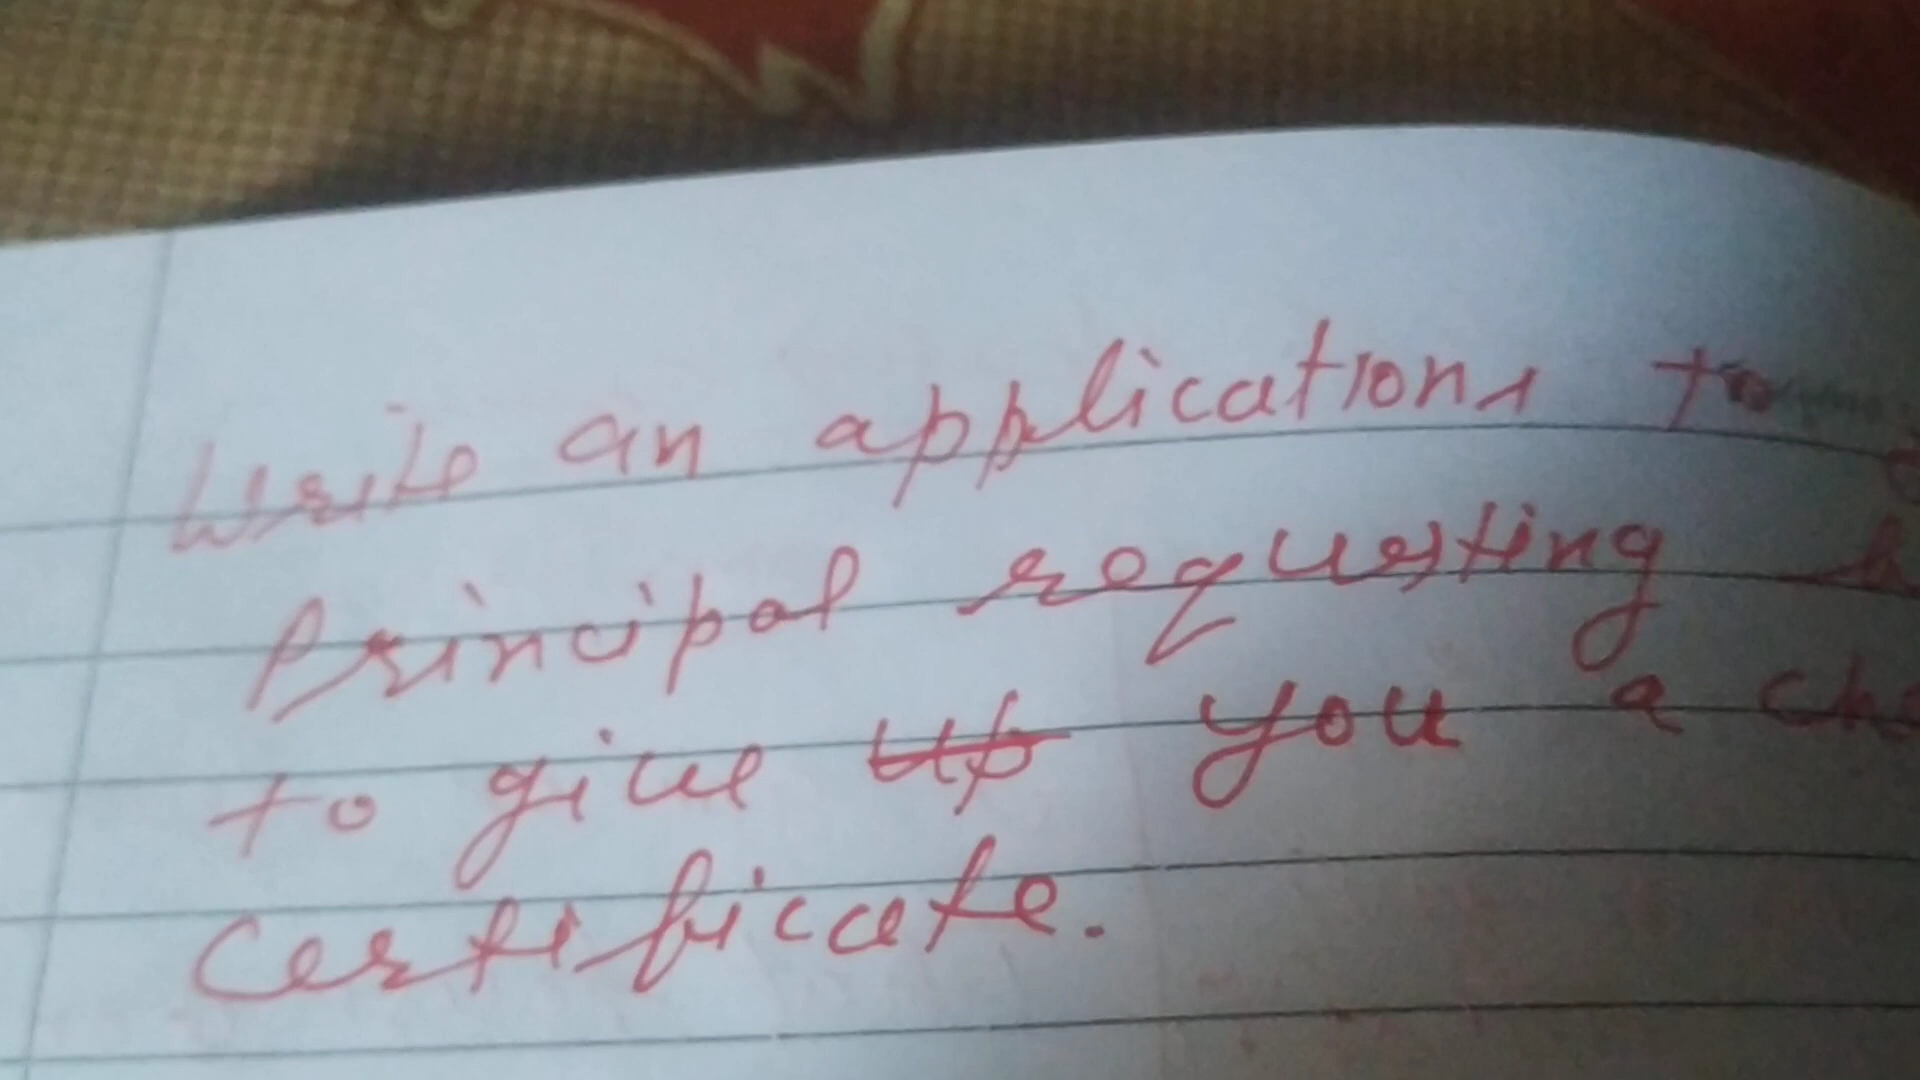 Write an applications to
Principal requesting
to give up you a
Certificate.